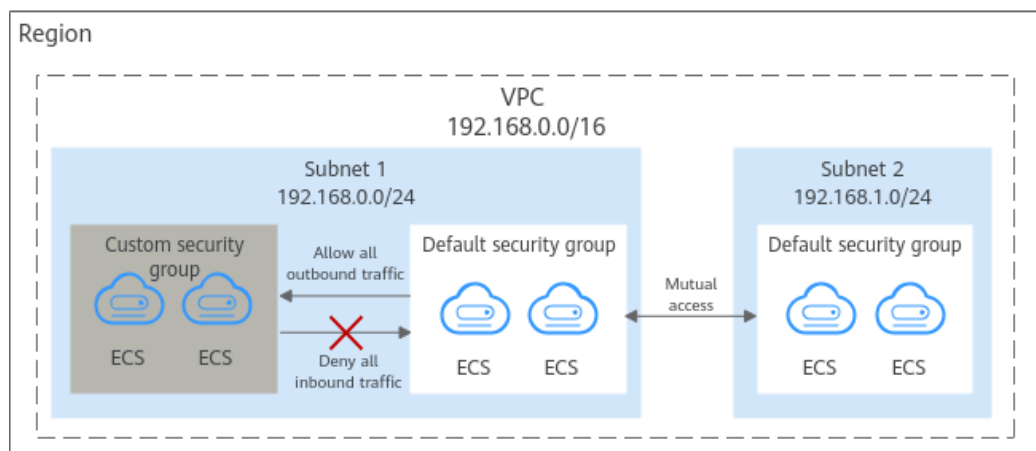 Region
VPC
192.168.0.0/16
Subnet 1
192.168.0.0/24
Custom security
group
ECS
ECS
Allow all
outbound traffic
Deny all
inbound traffic
Default security group
ECS
ECS
Mutual
access
Subnet 2
192.168.1.0/24
Default security group
ECS
ECS